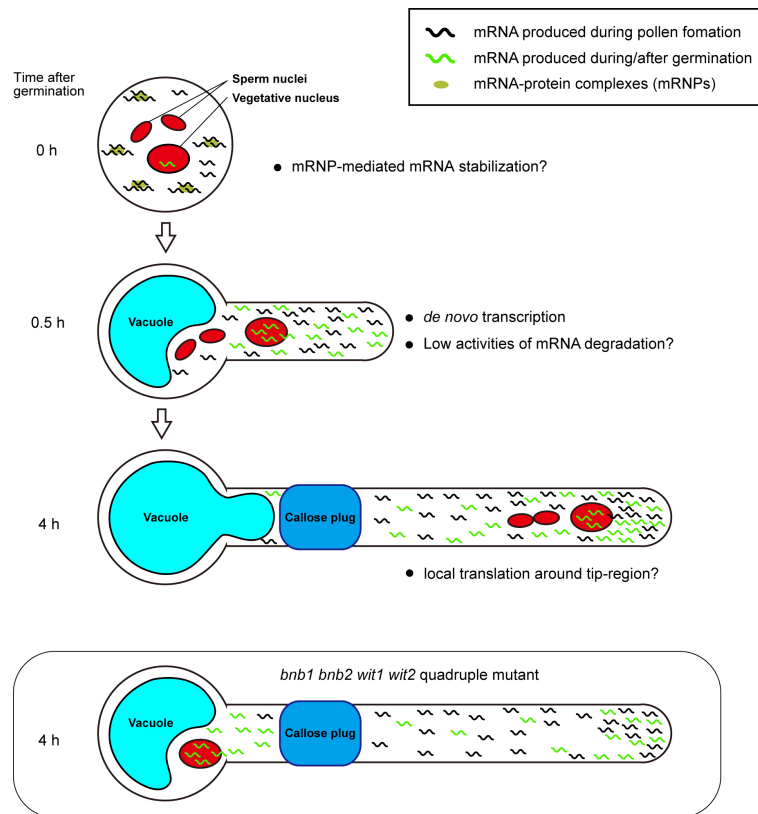 mRNA produced during pollen fomation
mRNA produced during/after germination
mRNA-protein complexes (mRNPs)
Time after
germination
Sperm nuclei
Vegetative nucleus
0 h
● mRNP-mediated mRNA stabilization?
Vacuole
0.5 h
● de novo transcription
● Low activities of mRNA degradation?
Vacuole
Callose plug
4 h
● local translation around tip-region?
bnb1 bnb2 wit1 wit2 quadruple mutant
Vacuole
Callose plug
4 h